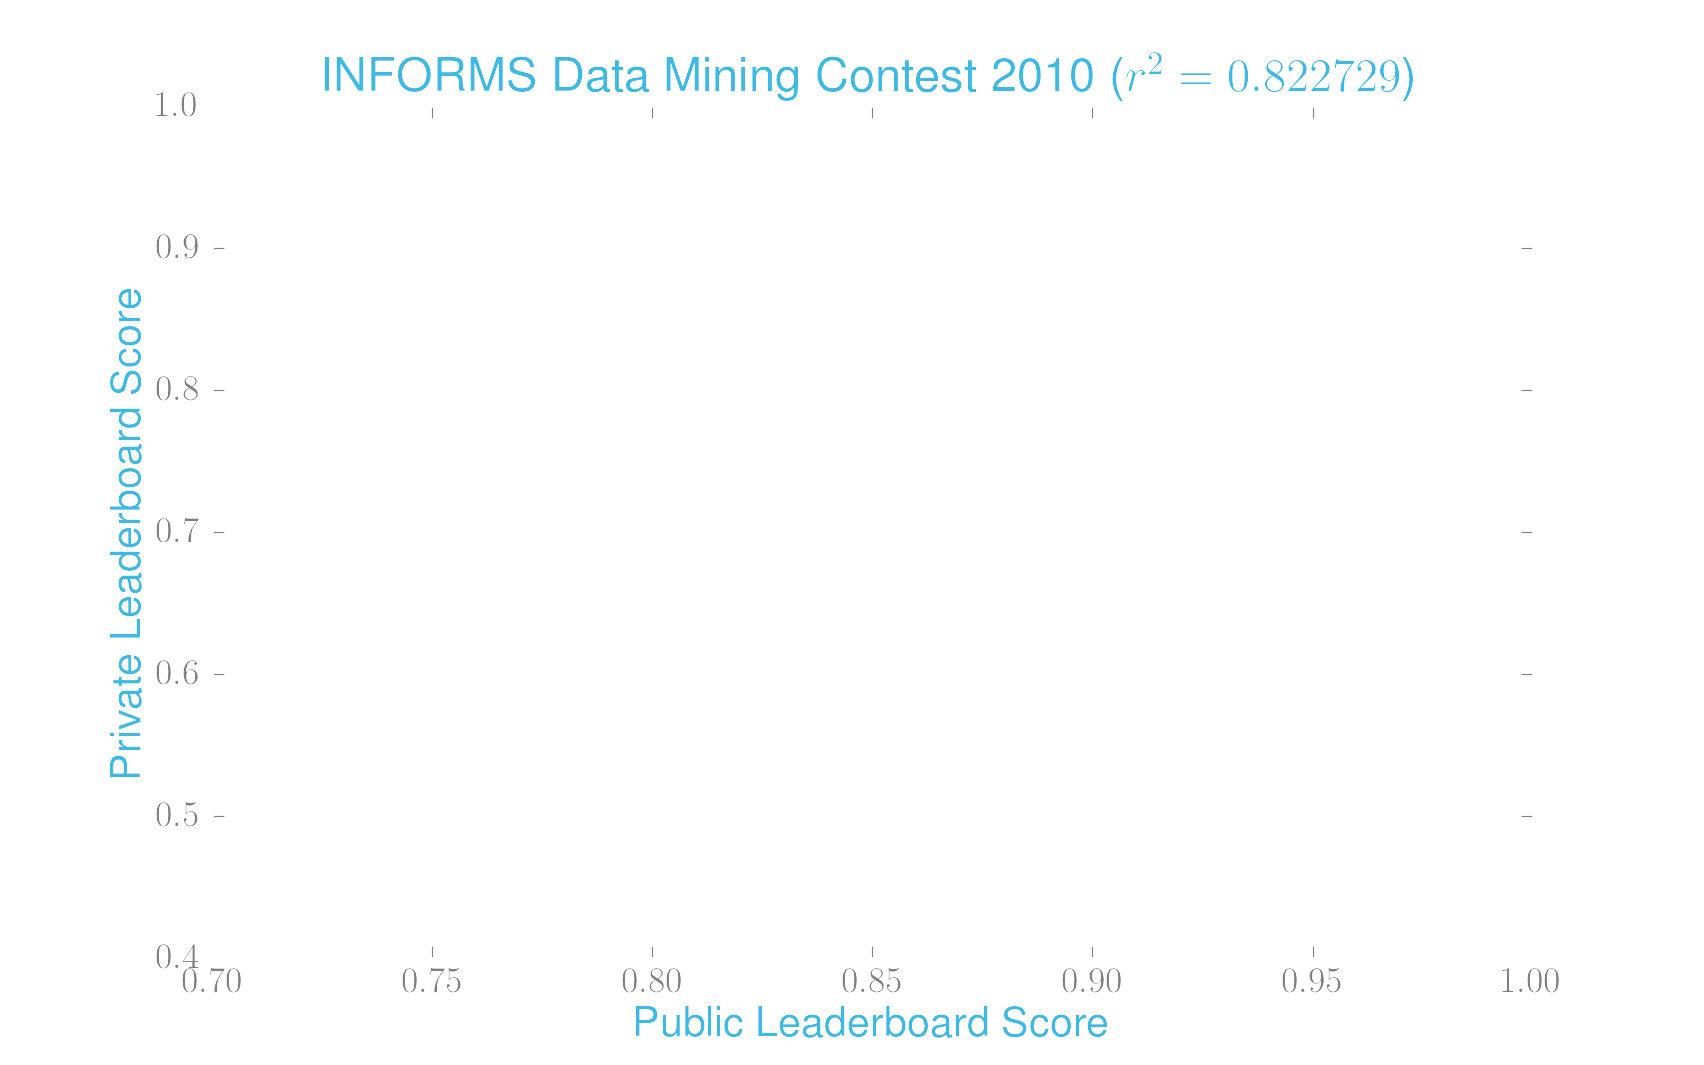 INFORMS Data Mining Contest 2010 (r² = 0.822729)
1.0
0.9
0.8
0.7
0.6
0.5
0.4
Private Leaderboard Score
0.70 0.75 0.80 0.85 0.90 0.95 1.00
Public Leaderboard Score